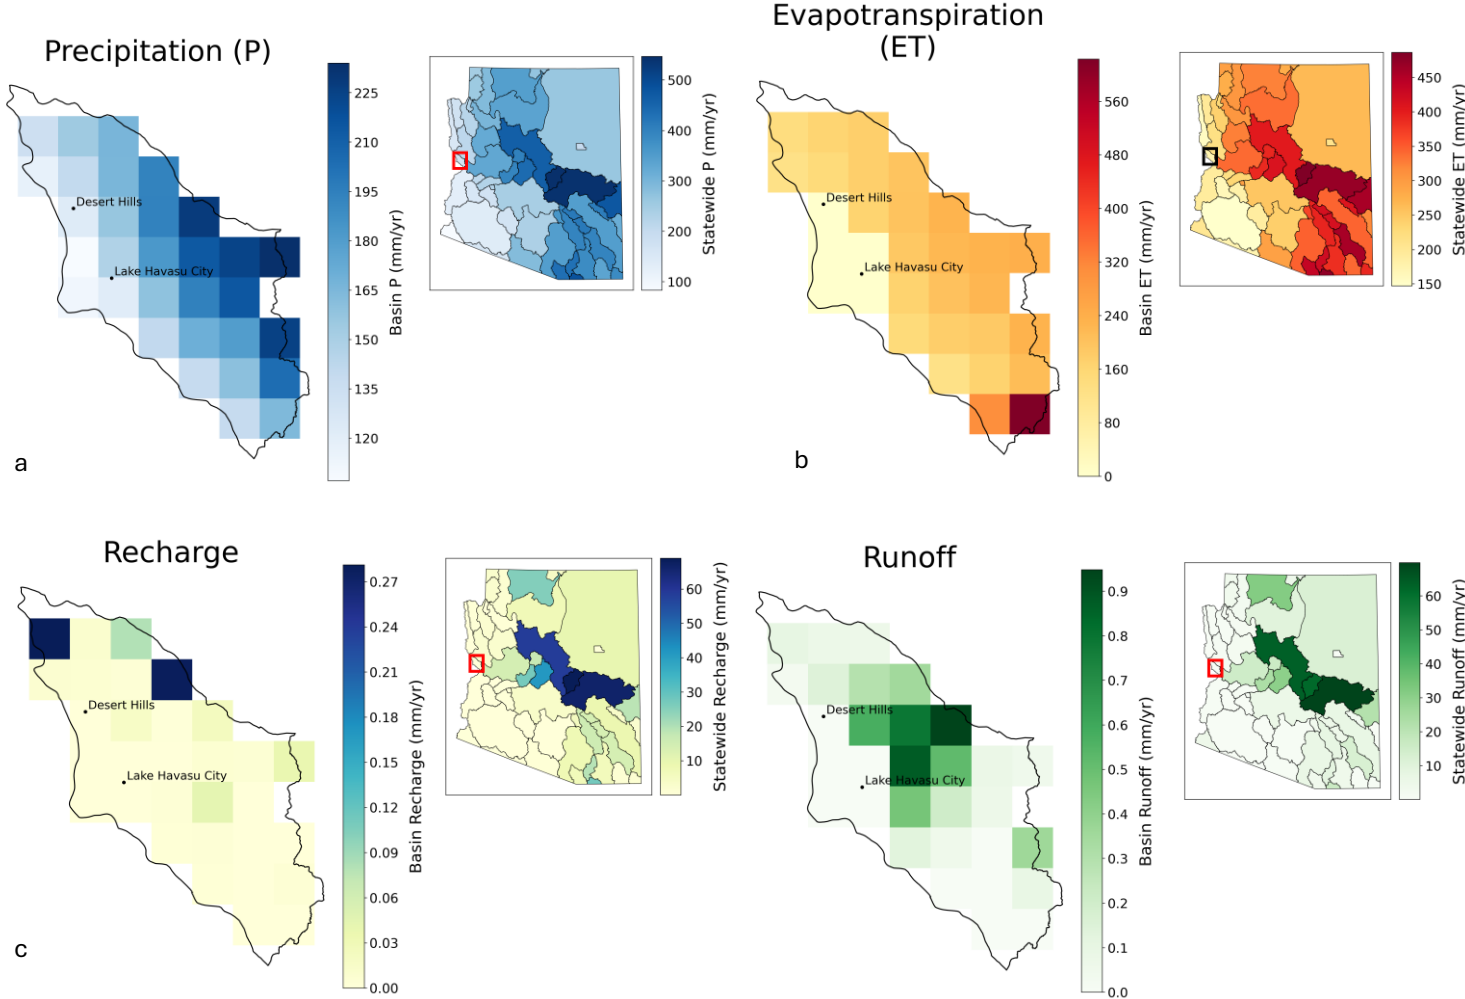 Precipitation (P)
225
195
180
165
150
135
120
Basin P (mm/yr)
Desert Hills
Lake Havasu City
a
500
400
300
200
100
Statewide P (mm/yr)
Evapotranspiration
(ET)
560
480
400
320
240
160
80
0
Basin ET (mm/yr)
Desert Hills
Lake Havasu City
b
450
400
350
300
250
200
150
Statewide ET (mm/yr)
Recharge
0.27
0.24
0.21
0.18
0.15
0.12
0.09
0.06
0.03
0.00
Basin Recharge (mm/yr)
Desert Hills
Lake Havasu City
c
60
50
40
30
20
10
Statewide Recharge (mm/yr)
Runoff
0.9
0.8
0.7
0.6
0.5
0.4
0.3
0.2
0.1
0.0
Basin Runoff (mm/yr)
Desert Hills
Lake Havasu City
60
50
40
30
20
10
Statewide Runoff (mm/yr)